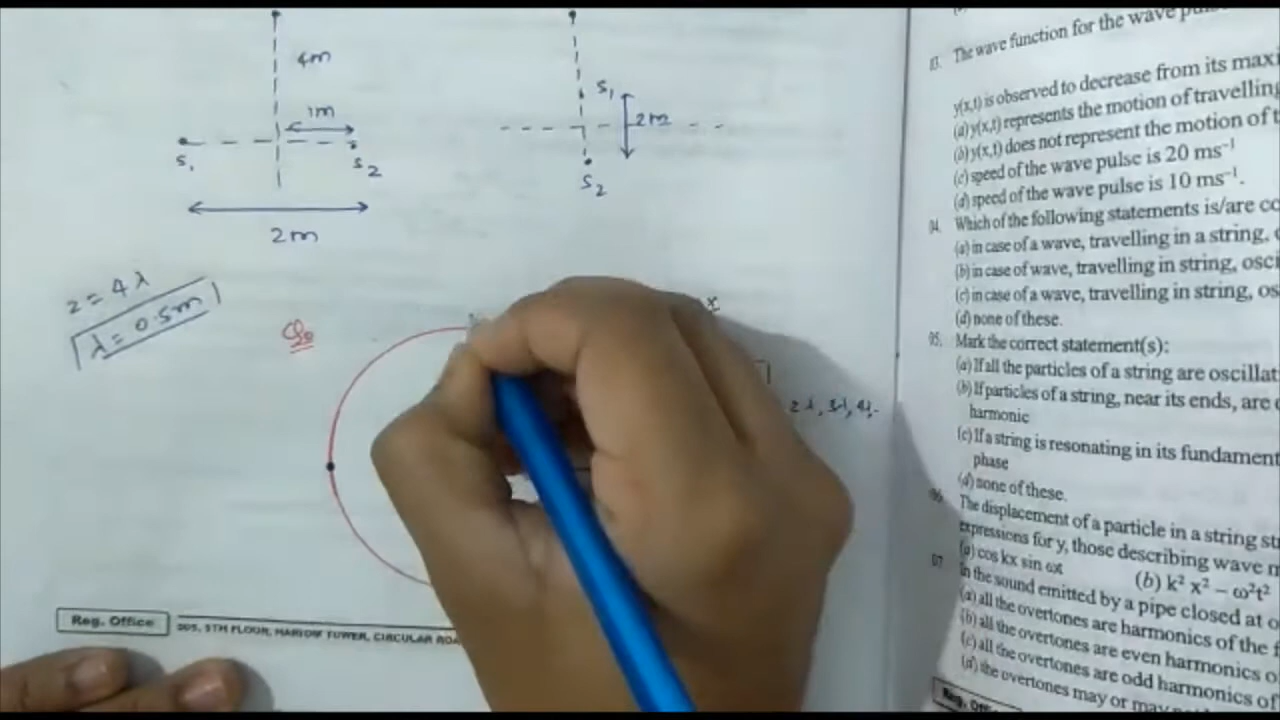 4m
1m
S₁
S₂
2m
S₁
2m
S₂
2 = 4λ
λ = 0.5m
x
2λ, 3λ, 4λ
Reg. Office
5TH FLOOR, HARIOM TOWER, CIRCULAR
The wave function for the wave
y(x,t) is observed to decrease from its
(a) y(x,t) represents the motion of travelling
(b) y(x,t) does not represent the motion of
(c) speed of the wave pulse is 20 ms⁻¹
(d) speed of the wave pulse is 10 ms⁻¹.
Which of the following statements is/are
(a) in case of a wave, travelling in a string,
(b) in case of wave, travelling in string,
(c) in case of a wave, travelling in string,
(d) none of these.
Mark the correct statement(s):
(a) If all the particles of a string are
(b) If particles of a string, near its ends, are
harmonic
(c) If a string is resonating in its
phase
(d) none of these.
The displacement of a particle in a string
expressions for y, those describing wave
(a) cos kx sin ωt (b) k² x² − ω²t²
In the sound emitted by a pipe closed at
(a) all the overtones are harmonics of the
(b) all the overtones are even harmonics
(c) all the overtones are odd harmonics of
(d) the overtones may or may